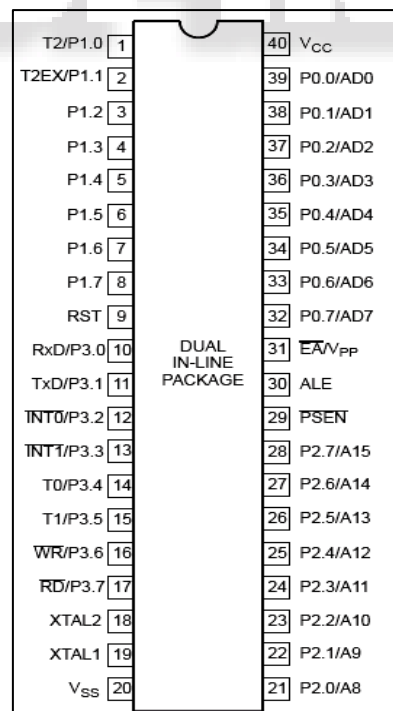 T2/P1.0 1 40 VCC
T2EX/P1.1 2 39 P0.0/AD0
P1.2 3 38 P0.1/AD1
P1.3 4 37 P0.2/AD2
P1.4 5 36 P0.3/AD3
P1.5 6 35 P0.4/AD4
P1.6 7 34 P0.5/AD5
P1.7 8 33 P0.6/AD6
RST 9 32 P0.7/AD7
RxD/P3.0 10 31 E̅A̅/VPP
TxD/P3.1 11 30 ALE
I̅N̅T̅0̅/P3.2 12 29 P̅S̅E̅N̅
I̅N̅T̅1̅/P3.3 13 28 P2.7/A15
T0/P3.4 14 27 P2.6/A14
T1/P3.5 15 26 P2.5/A13
W̅R̅/P3.6 16 25 P2.4/A12
R̅D̅/P3.7 17 24 P2.3/A11
XTAL2 18 23 P2.2/A10
XTAL1 19 22 P2.1/A9
VSS 20 21 P2.0/A8
DUAL
IN-LINE
PACKAGE